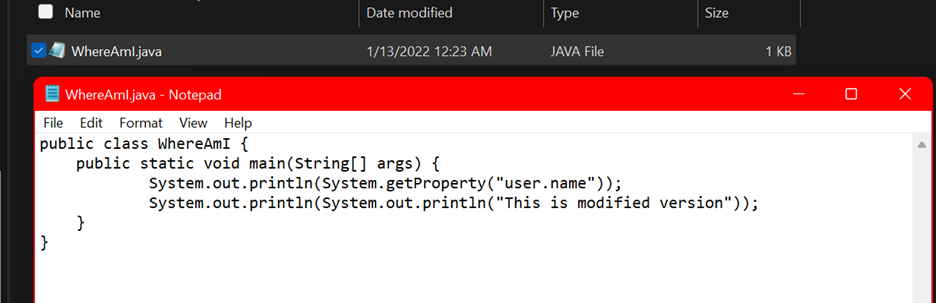 Name Date modified Type Size
WhereAmI.java 1/13/2022 12:23 AM JAVA File 1 KB
WhereAmI.java - Notepad
File Edit Format View Help
public class WhereAmI {
    public static void main(String[] args) {
           System.out.println(System.getProperty("user.name"));
           System.out.println(System.out.println("This is modified version"));
    }
}